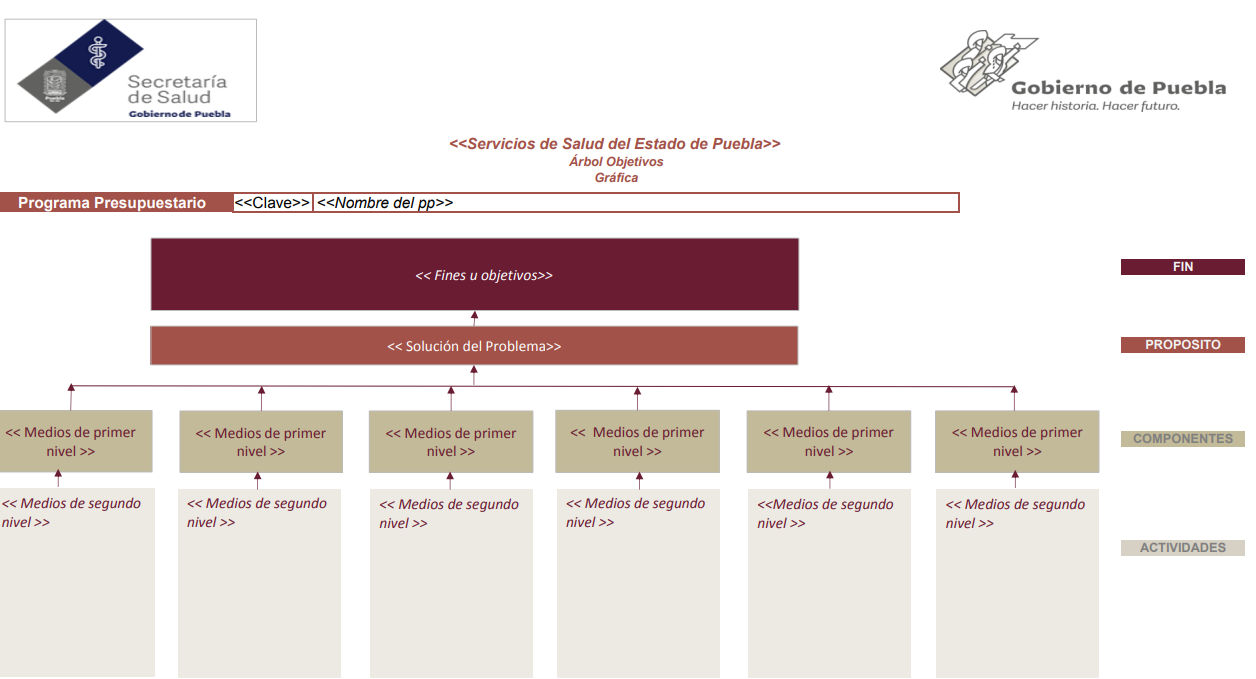 Puebla
Secretaría
de Salud
Gobierno de Puebla
Gobierno de Puebla
Hacer historia. Hacer futuro.
<<Servicios de Salud del Estado de Puebla>>
Árbol Objetivos
Gráfica
Programa Presupuestario <<Clave>> <<Nombre del pp>>
<< Fines u objetivos>>
FIN
<< Solución del Problema>>
PROPOSITO
<< Medios de primer
nivel >>
<< Medios de primer
nivel >>
<< Medios de primer
nivel >>
<< Medios de primer
nivel >>
<< Medios de primer
nivel >>
<< Medios de primer
nivel >>
COMPONENTES
<< Medios de segundo
nivel >>
<< Medios de segundo
nivel >>
<< Medios de segundo
nivel >>
<< Medios de segundo
nivel >>
<<Medios de segundo
nivel >>
<< Medios de segundo
nivel >>
ACTIVIDADES